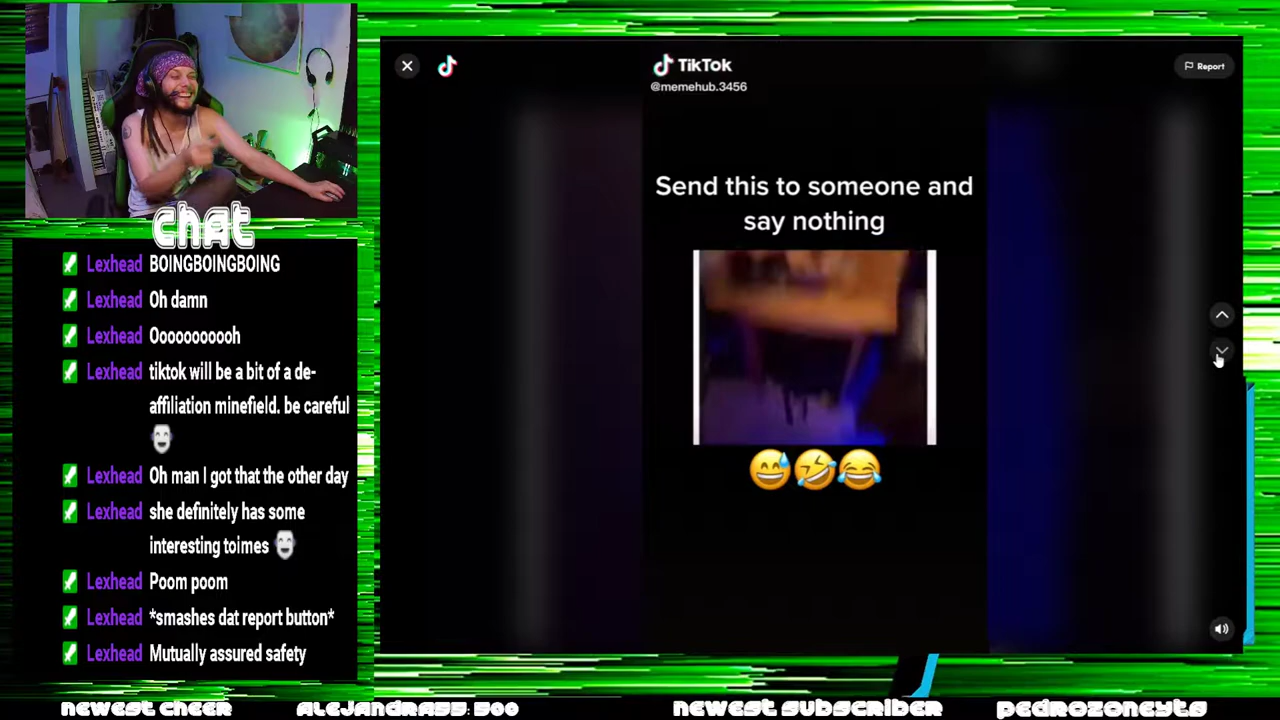 chat
Lexhead BOINGBOINGBOING
Lexhead Oh damn
Lexhead Oooooooooooh
Lexhead tiktok will be a bit of a de-
affiliation minefield. be careful
Lexhead Oh man I got that the other day
Lexhead she definitely has some
interesting toimes
Lexhead Poom poom
Lexhead *smashes dat report button*
Lexhead Mutually assured safety
TikTok
@memehub.3456
Report
Send this to someone and
say nothing
newest cheer
alejandra55: 500
newest subscriber
pedrozoneyts